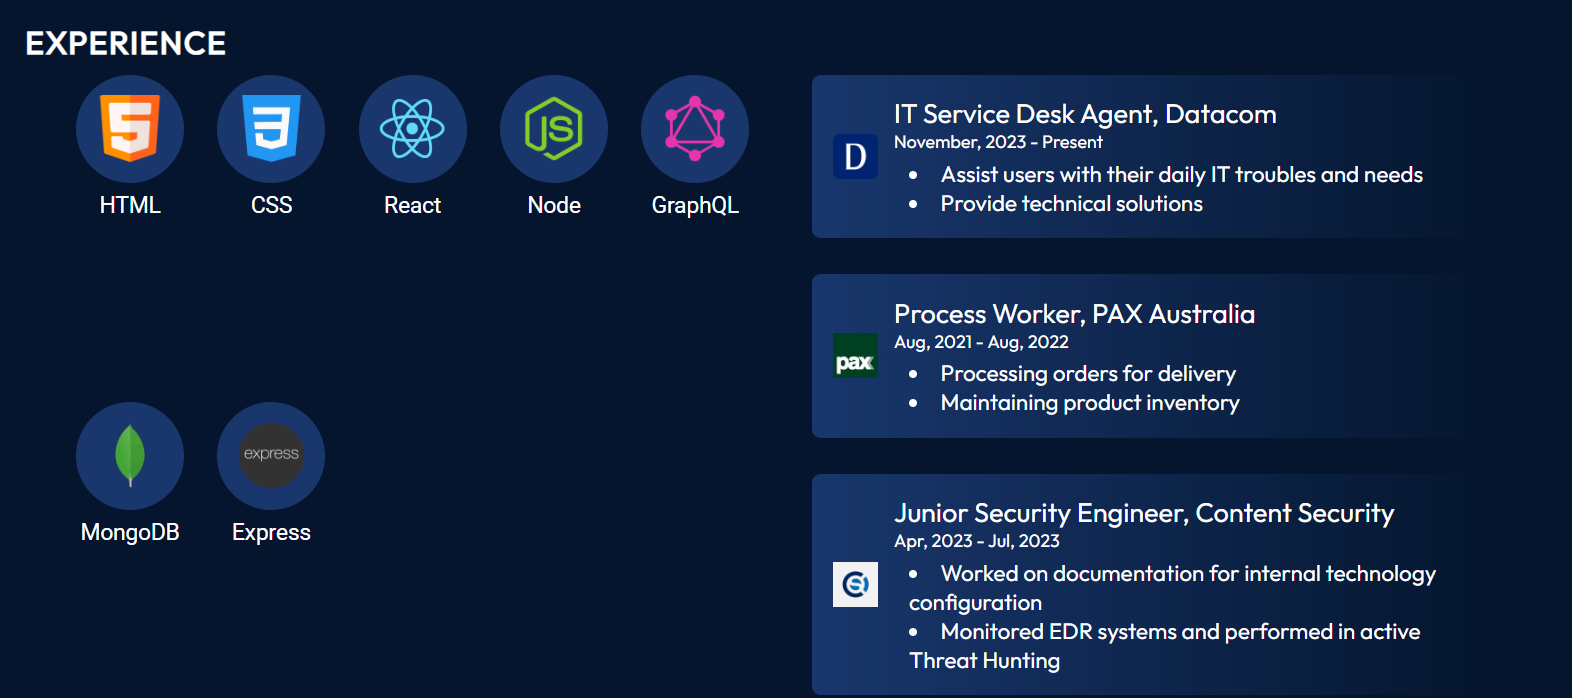 EXPERIENCE
HTML
CSS
React
JS
Node
GraphQL
MongoDB
express
Express
D
IT Service Desk Agent, Datacom
November, 2023 - Present
Assist users with their daily IT troubles and needs
Provide technical solutions
pax
Process Worker, PAX Australia
Aug, 2021 - Aug, 2022
Processing orders for delivery
Maintaining product inventory
Junior Security Engineer, Content Security
Apr, 2023 - Jul, 2023
Worked on documentation for internal technology
configuration
Monitored EDR systems and performed in active
Threat Hunting